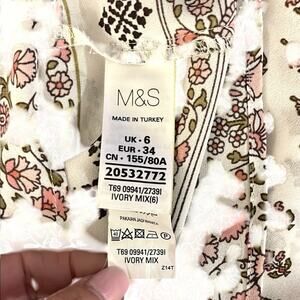 M&S
MADE IN TURKEY
UK - 6
EUR - 34
CN - 155/80A
20532772
T69 09941/2739I
IVORY MIX(6)
T69 09941/2739I
IVORY MIX
Z14T